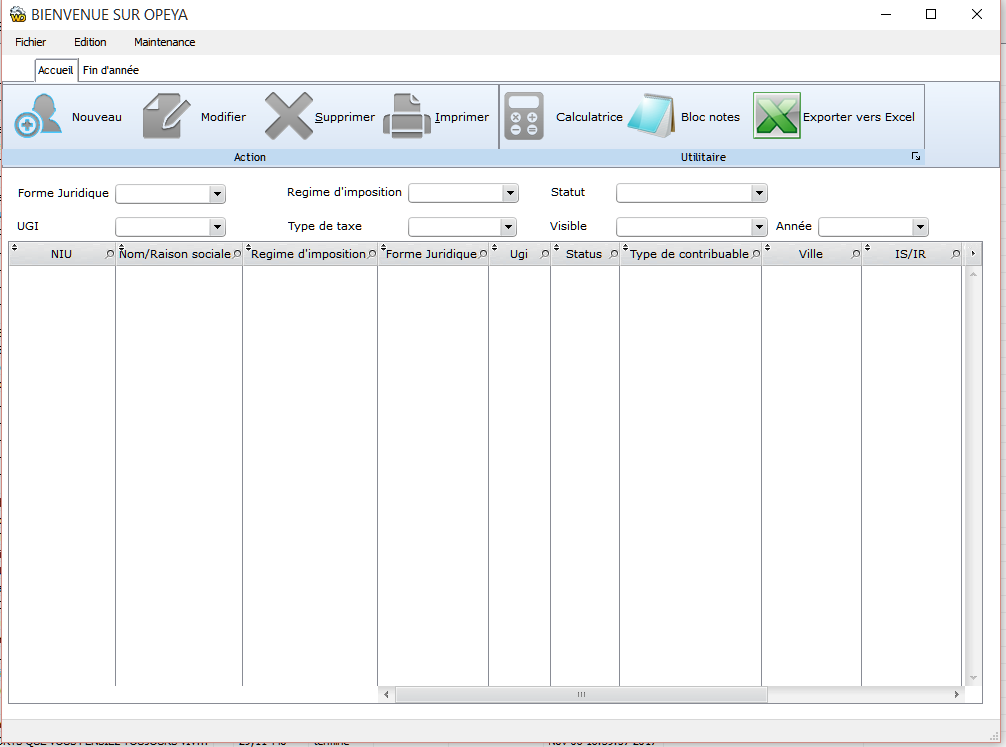 BIENVENUE SUR OPEYA
Fichier Edition Maintenance
Accueil Fin d'année
Nouveau Modifier Supprimer Imprimer Calculatrice Bloc notes Exporter vers Excel
Action Utilitaire
Forme Juridique Regime d'imposition Statut
UGI Type de taxe Visible Année
NIU Nom/Raison sociale Regime d'imposition Forme Juridique Ugi Status Type de contribuable Ville IS/IR